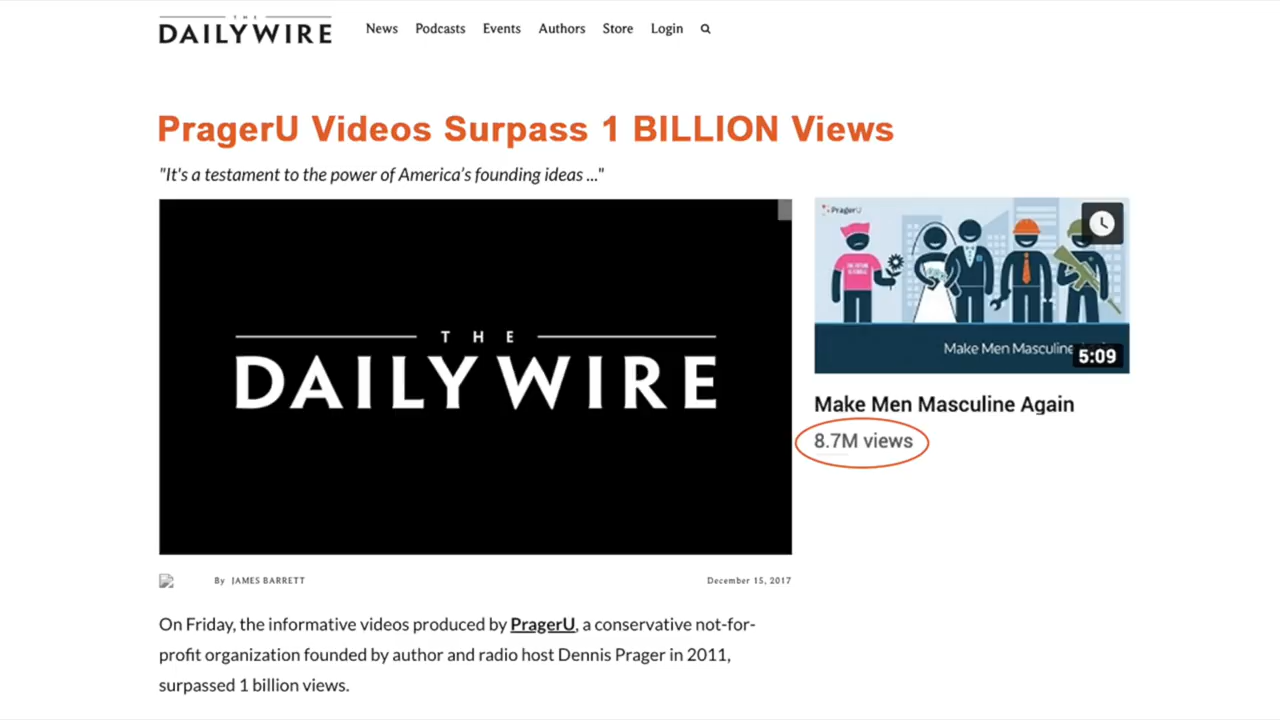 THE
DAILYWIRE
News Podcasts Events Authors Store Login
PragerU Videos Surpass 1 BILLION Views
"It's a testament to the power of America's founding ideas ..."
THE
DAILYWIRE
PragerU
Make Men Masculine
5:09
Make Men Masculine Again
8.7M views
By JAMES BARRETT
December 15, 2017
On Friday, the informative videos produced by PragerU, a conservative not-for-
profit organization founded by author and radio host Dennis Prager in 2011,
surpassed 1 billion views.